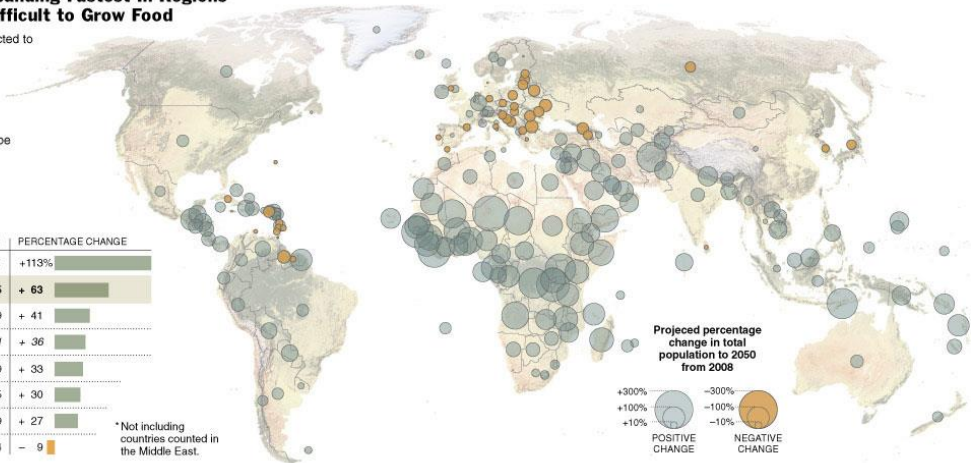 fficult to Grow Food
cted to
be
PERCENTAGE CHANGE
+113%
+ 63
+ 41
+ 36
+ 33
+ 30
+ 27
– 9
* Not including
countries counted in
the Middle East.
Projeced percentage
change in total
population to 2050
from 2008
+300%
+100%
+10%
POSITIVE
CHANGE
–300%
–100%
–10%
NEGATIVE
CHANGE